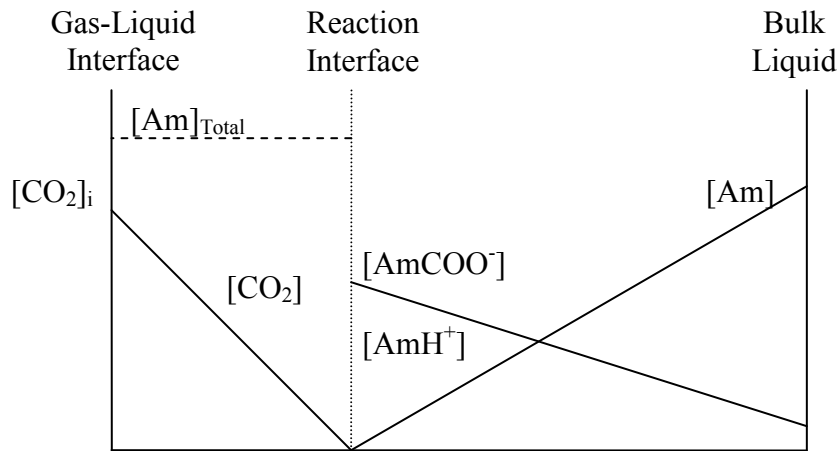 Gas-Liquid
Interface
Reaction
Interface
Bulk
Liquid
[Am]Total
[CO2]i
[Am]
[AmCOO-]
[CO2]
[AmH+]